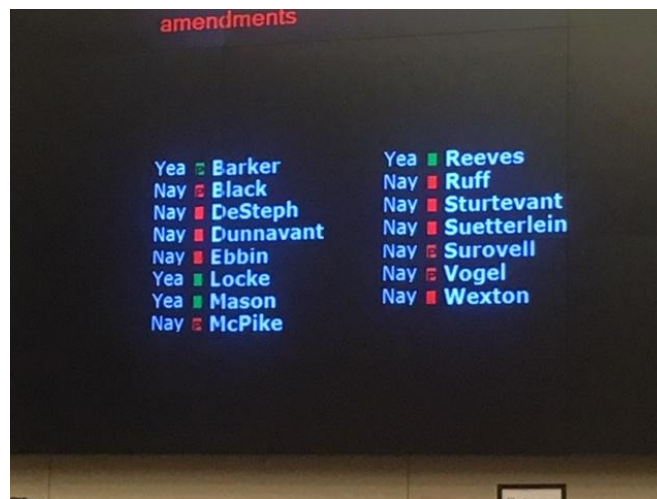 amendments
Yea P Barker
Nay P Black
Nay DeSteph
Nay Dunnavant
Nay Ebbin
Yea Locke
Yea Mason
Nay P McPike
Yea Reeves
Nay Ruff
Nay Sturtevant
Nay Suetterlein
Nay P Surovell
Nay P Vogel
Nay Wexton